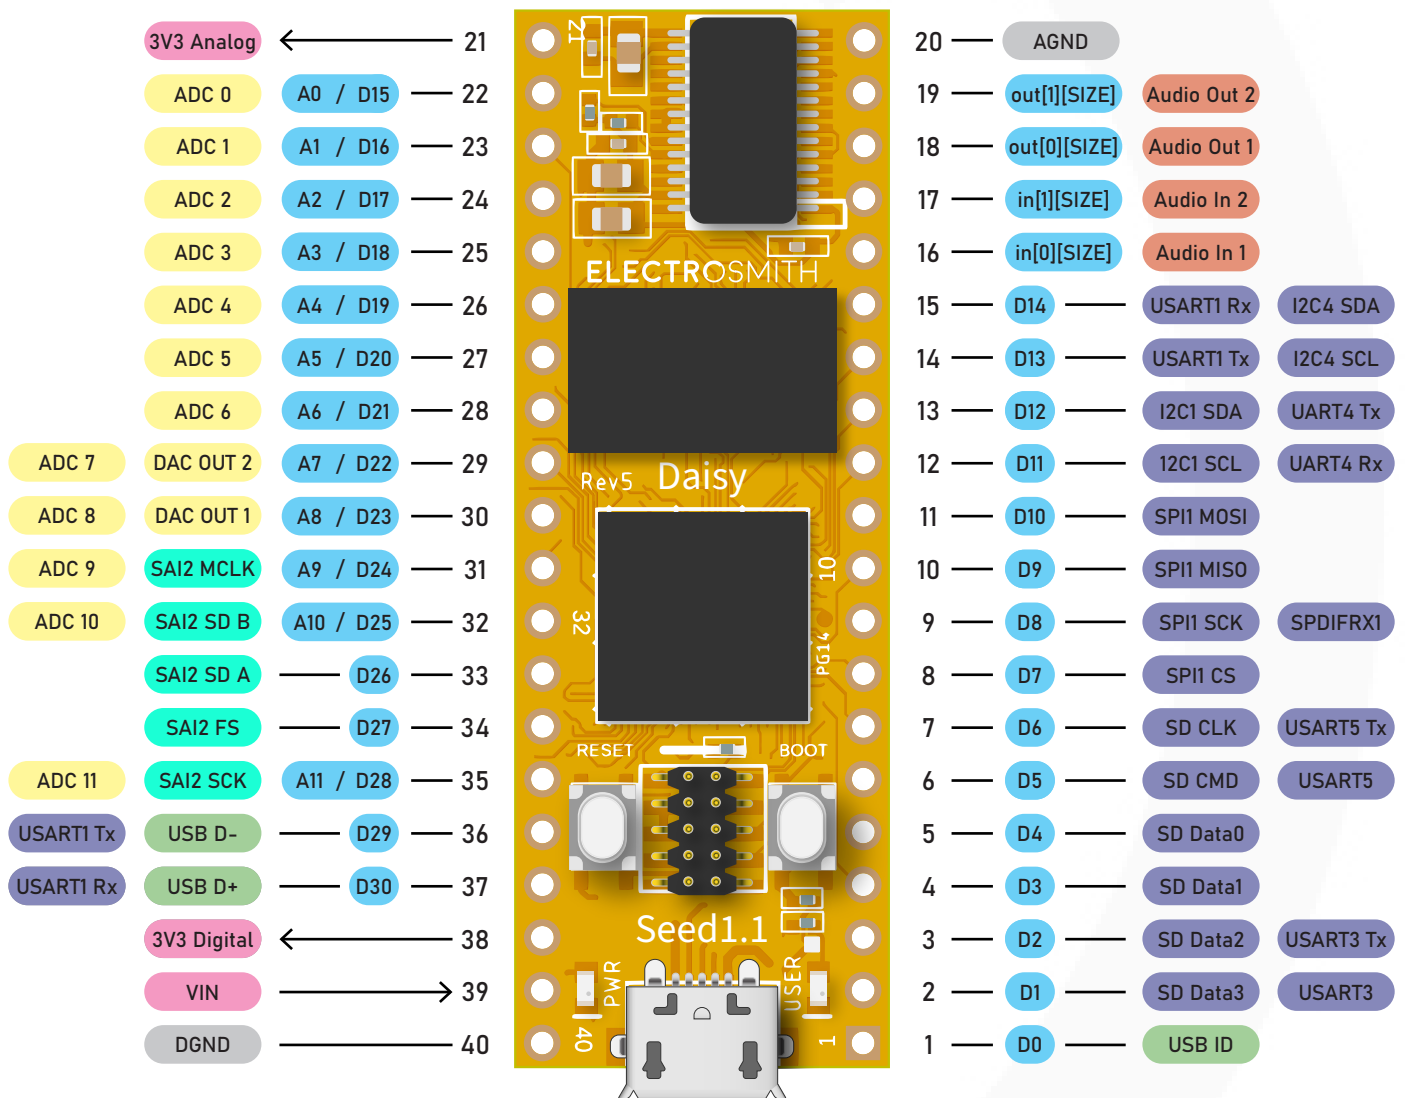 3V3 Analog 21
ADC 0 A0 / D15 22
ADC 1 A1 / D16 23
ADC 2 A2 / D17 24
ADC 3 A3 / D18 25
ADC 4 A4 / D19 26
ADC 5 A5 / D20 27
ADC 6 A6 / D21 28
ADC 7 DAC OUT 2 A7 / D22 29
ADC 8 DAC OUT 1 A8 / D23 30
ADC 9 SAI2 MCLK A9 / D24 31
ADC 10 SAI2 SD B A10 / D25 32
SAI2 SD A D26 33
SAI2 FS D27 34
ADC 11 SAI2 SCK A11 / D28 35
USART1 Tx USB D- D29 36
USART1 Rx USB D+ D30 37
3V3 Digital 38
VIN 39
DGND 40
21
ELECTROSMITH
Rev5 Daisy
10
32
PG14
RESET BOOT
Seed1.1
PWR USER
40 1
20 AGND
19 out[1][SIZE] Audio Out 2
18 out[0][SIZE] Audio Out 1
17 in[1][SIZE] Audio In 2
16 in[0][SIZE] Audio In 1
15 D14 USART1 Rx I2C4 SDA
14 D13 USART1 Tx I2C4 SCL
13 D12 I2C1 SDA UART4 Tx
12 D11 12C1 SCL UART4 Rx
11 D10 SPI1 MOSI
10 D9 SPI1 MISO
9 D8 SPI1 SCK SPDIFRX1
8 D7 SPI1 CS
7 D6 SD CLK USART5 Tx
6 D5 SD CMD USART5
5 D4 SD Data0
4 D3 SD Data1
3 D2 SD Data2 USART3 Tx
2 D1 SD Data3 USART3
1 D0 USB ID